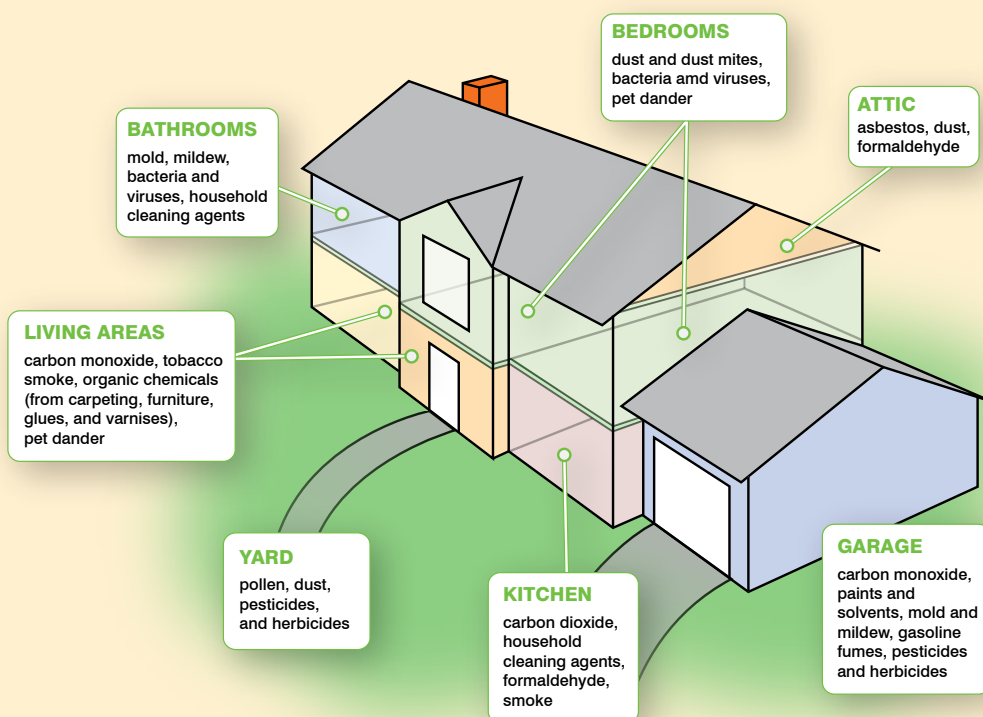 BEDROOMS
dust and dust mites,
bacteria amd viruses,
pet dander
ATTIC
asbestos, dust,
formaldehyde
BATHROOMS
mold, mildew,
bacteria and
viruses, household
cleaning agents
LIVING AREAS
carbon monoxide, tobacco
smoke, organic chemicals
(from carpeting, furniture,
glues, and varnises),
pet dander
YARD
pollen, dust,
pesticides,
and herbicides
KITCHEN
carbon dioxide,
household
cleaning agents,
formaldehyde,
smoke
GARAGE
carbon monoxide,
paints and
solvents, mold and
mildew, gasoline
fumes, pesticides
and herbicides